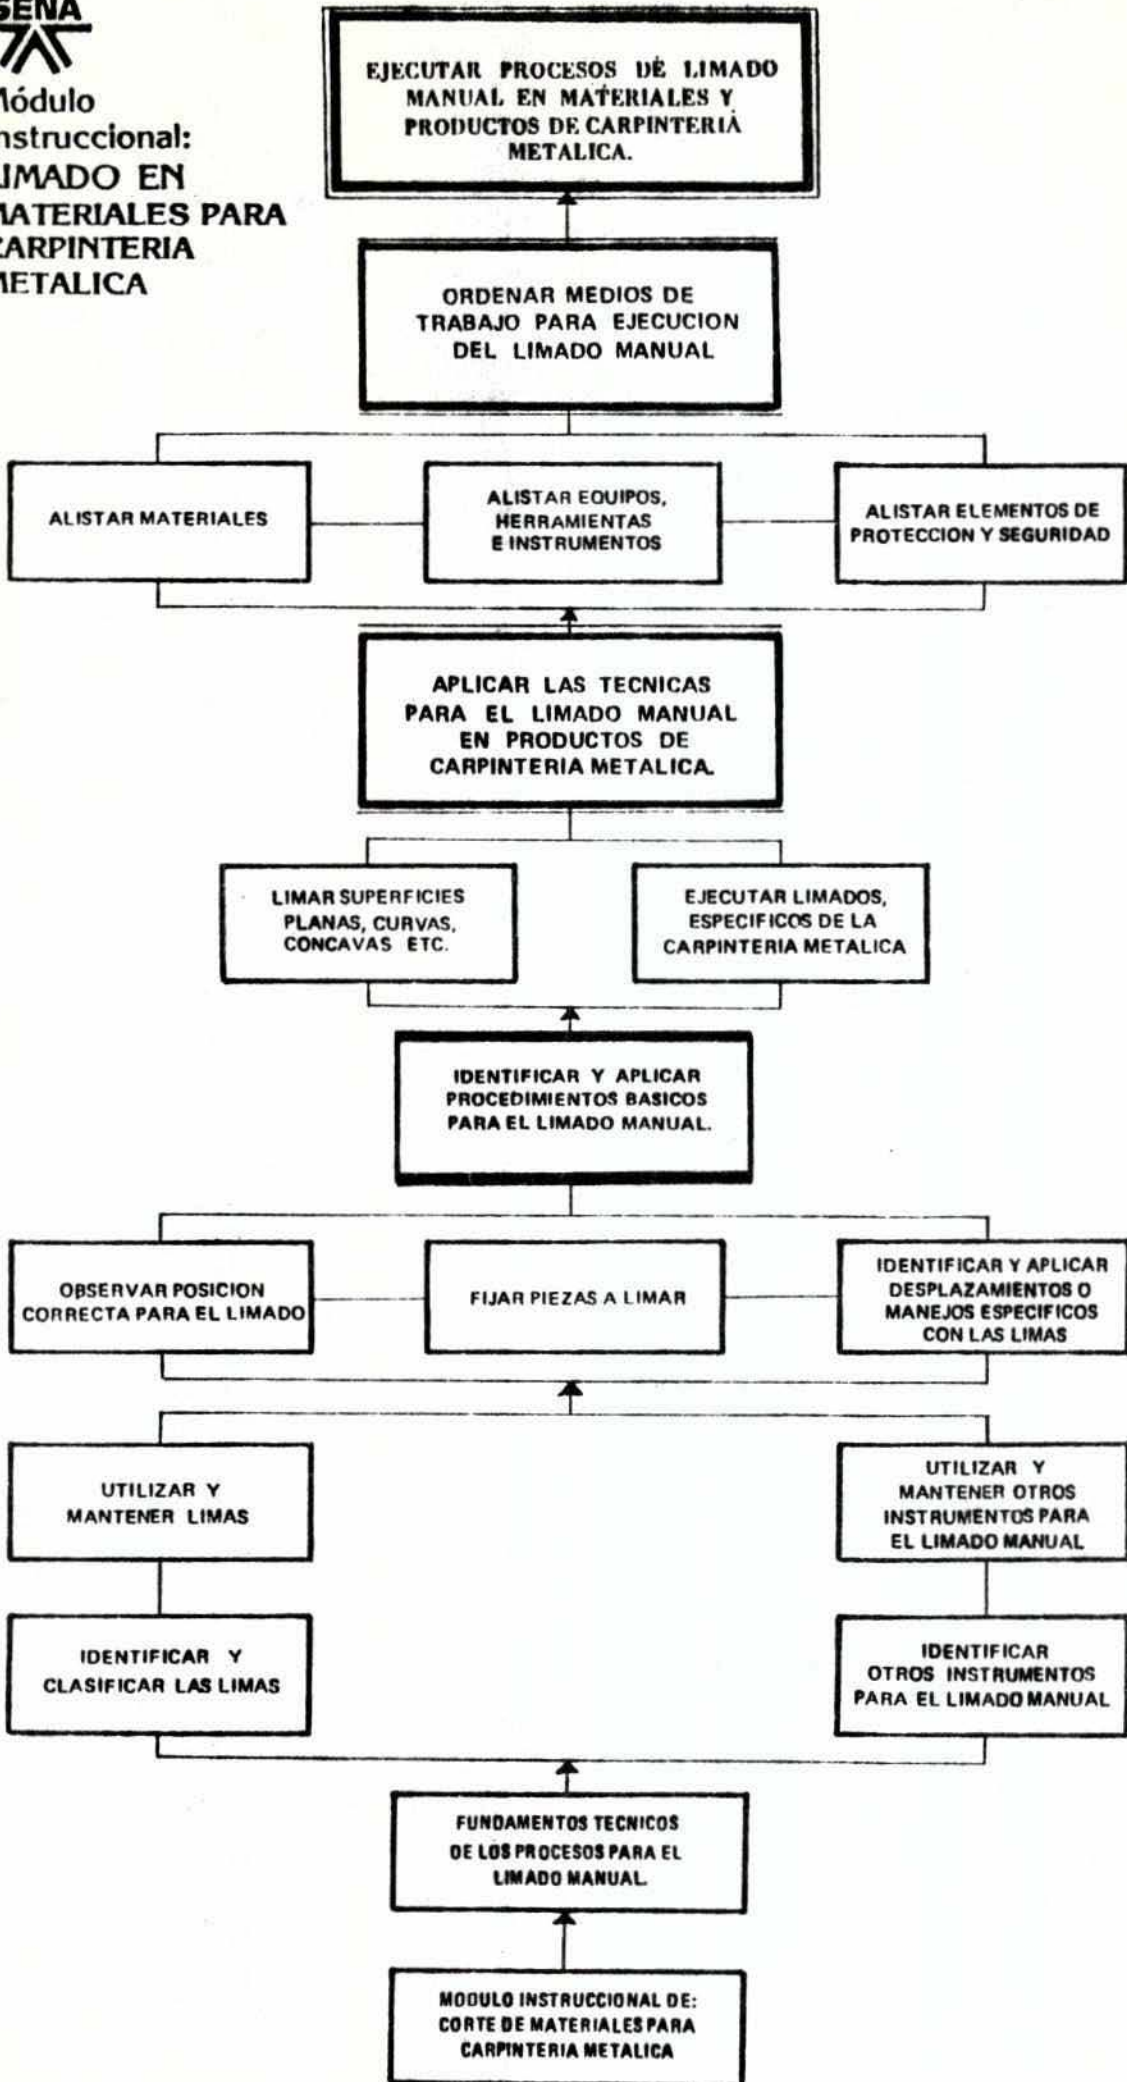 SENA
Módulo
Instruccional:
LIMADO EN
MATERIALES PARA
CARPINTERIA
METALICA
EJECUTAR PROCESOS DE LIMADO
MANUAL EN MATERIALES Y
PRODUCTOS DE CARPINTERIA
METALICA.
ORDENAR MEDIOS DE
TRABAJO PARA EJECUCION
DEL LIMADO MANUAL
ALISTAR MATERIALES
ALISTAR EQUIPOS,
HERRAMIENTAS
E INSTRUMENTOS
ALISTAR ELEMENTOS DE
PROTECCION Y SEGURIDAD
APLICAR LAS TECNICAS
PARA EL LIMADO MANUAL
EN PRODUCTOS DE
CARPINTERIA METALICA.
LIMAR SUPERFICIES
PLANAS, CURVAS,
CONCAVAS ETC.
EJECUTAR LIMADOS,
ESPECIFICOS DE LA
CARPINTERIA METALICA
IDENTIFICAR Y APLICAR
PROCEDIMIENTOS BASICOS
PARA EL LIMADO MANUAL.
OBSERVAR POSICION
CORRECTA PARA EL LIMADO
FIJAR PIEZAS A LIMAR
IDENTIFICAR Y APLICAR
DESPLAZAMIENTOS O
MANEJOS ESPECIFICOS
CON LAS LIMAS
UTILIZAR Y
MANTENER LIMAS
UTILIZAR Y
MANTENER OTROS
INSTRUMENTOS PARA
EL LIMADO MANUAL
IDENTIFICAR Y
CLASIFICAR LAS LIMAS
IDENTIFICAR
OTROS INSTRUMENTOS
PARA EL LIMADO MANUAL
FUNDAMENTOS TECNICOS
DE LOS PROCESOS PARA EL
LIMADO MANUAL.
MODULO INSTRUCCIONAL DE:
CORTE DE MATERIALES PARA
CARPINTERIA METALICA